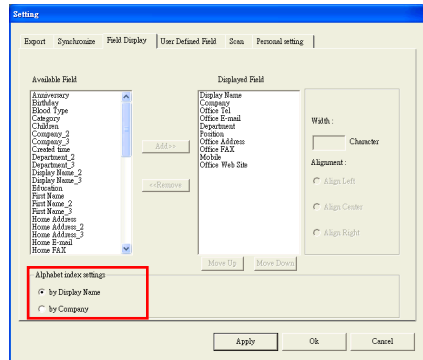 Setting
Export Synchronize Field Display User Defined Field Scan Personal setting
Available Field
Anniversary
Birthday
Blood Type
Category
Children
Company_2
Company_3
Created time
Department_2
Department_3
Display Name_2
Display Name_3
Education
First Name
First Name_2
First Name_3
Home Address
Home Address_2
Home Address_3
Home E-mail
Home FAX
Add>>
<<Remove
Displayed Field
Display Name
Company
Office Tel
Office E-mail
Department
Position
Office Address
Office FAX
Mobile
Office Web Site
Move Up Move Down
Width :
Character
Alignment :
Align Left
Align Center
Align Right
Alphabet index settings
by Display Name
by Company
Apply Ok Cancel